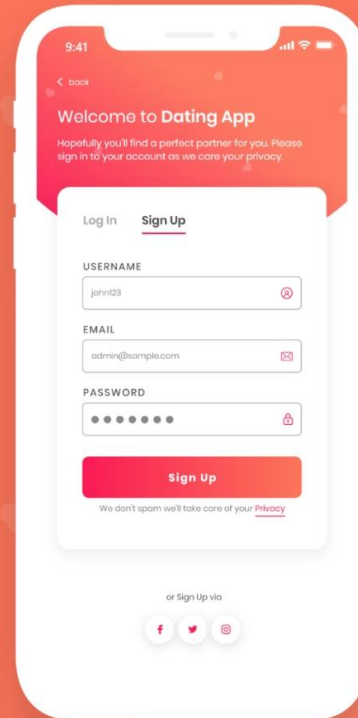 9:41
back
Welcome to Dating App
Hopefully you'll find a perfect partner for you. Please
sign in to your account as we care your privacy.
Log In Sign Up
USERNAME
john123
EMAIL
admin@sample.com
PASSWORD
Sign Up
We don't spam we'll take care of your Privacy
or Sign Up via